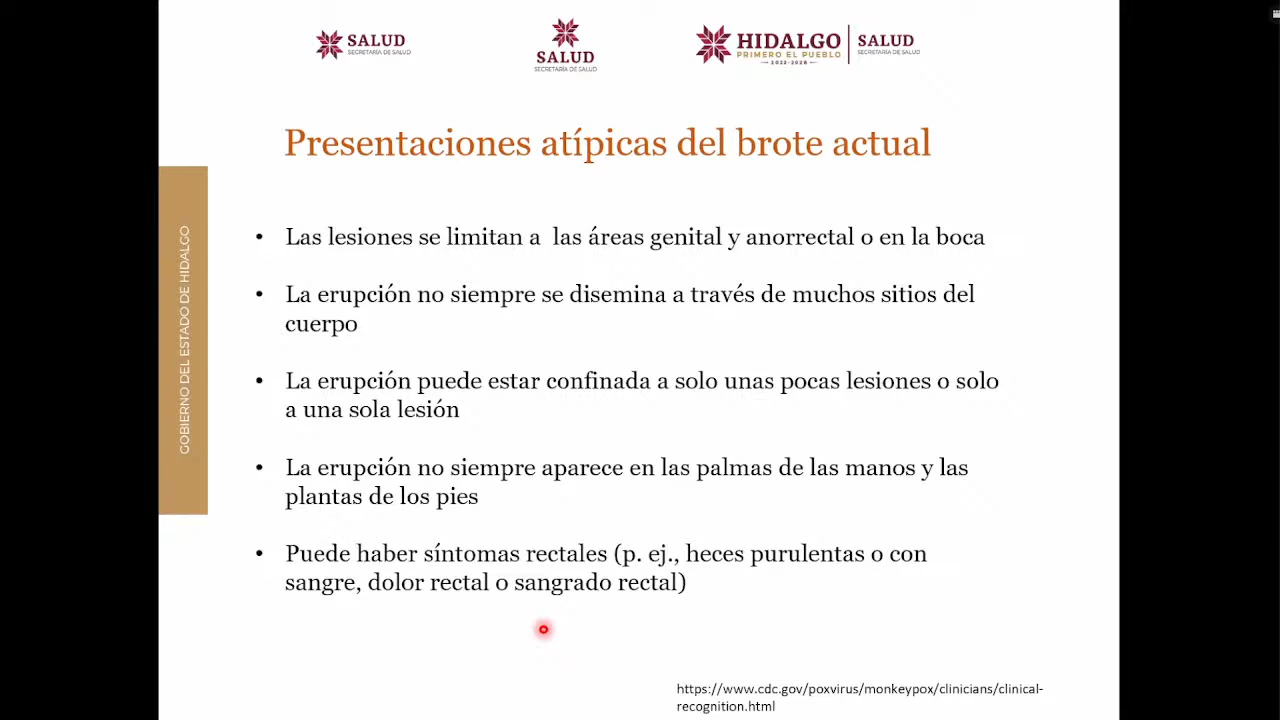 SALUD
SECRETARÍA DE SALUD
SALUD
SECRETARÍA DE SALUD
HIDALGO
PRIMERO EL PUEBLO
2022-2028
SALUD
SECRETARÍA DE SALUD
Presentaciones atípicas del brote actual
GOBIERNO DEL ESTADO DE HIDALGO
• Las lesiones se limitan a las áreas genital y anorrectal o en la boca
• La erupción no siempre se disemina a través de muchos sitios del
cuerpo
• La erupción puede estar confinada a solo unas pocas lesiones o solo
a una sola lesión
• La erupción no siempre aparece en las palmas de las manos y las
plantas de los pies
• Puede haber síntomas rectales (p. ej., heces purulentas o con
sangre, dolor rectal o sangrado rectal)
https://www.cdc.gov/poxvirus/monkeypox/clinicians/clinical-
recognition.html